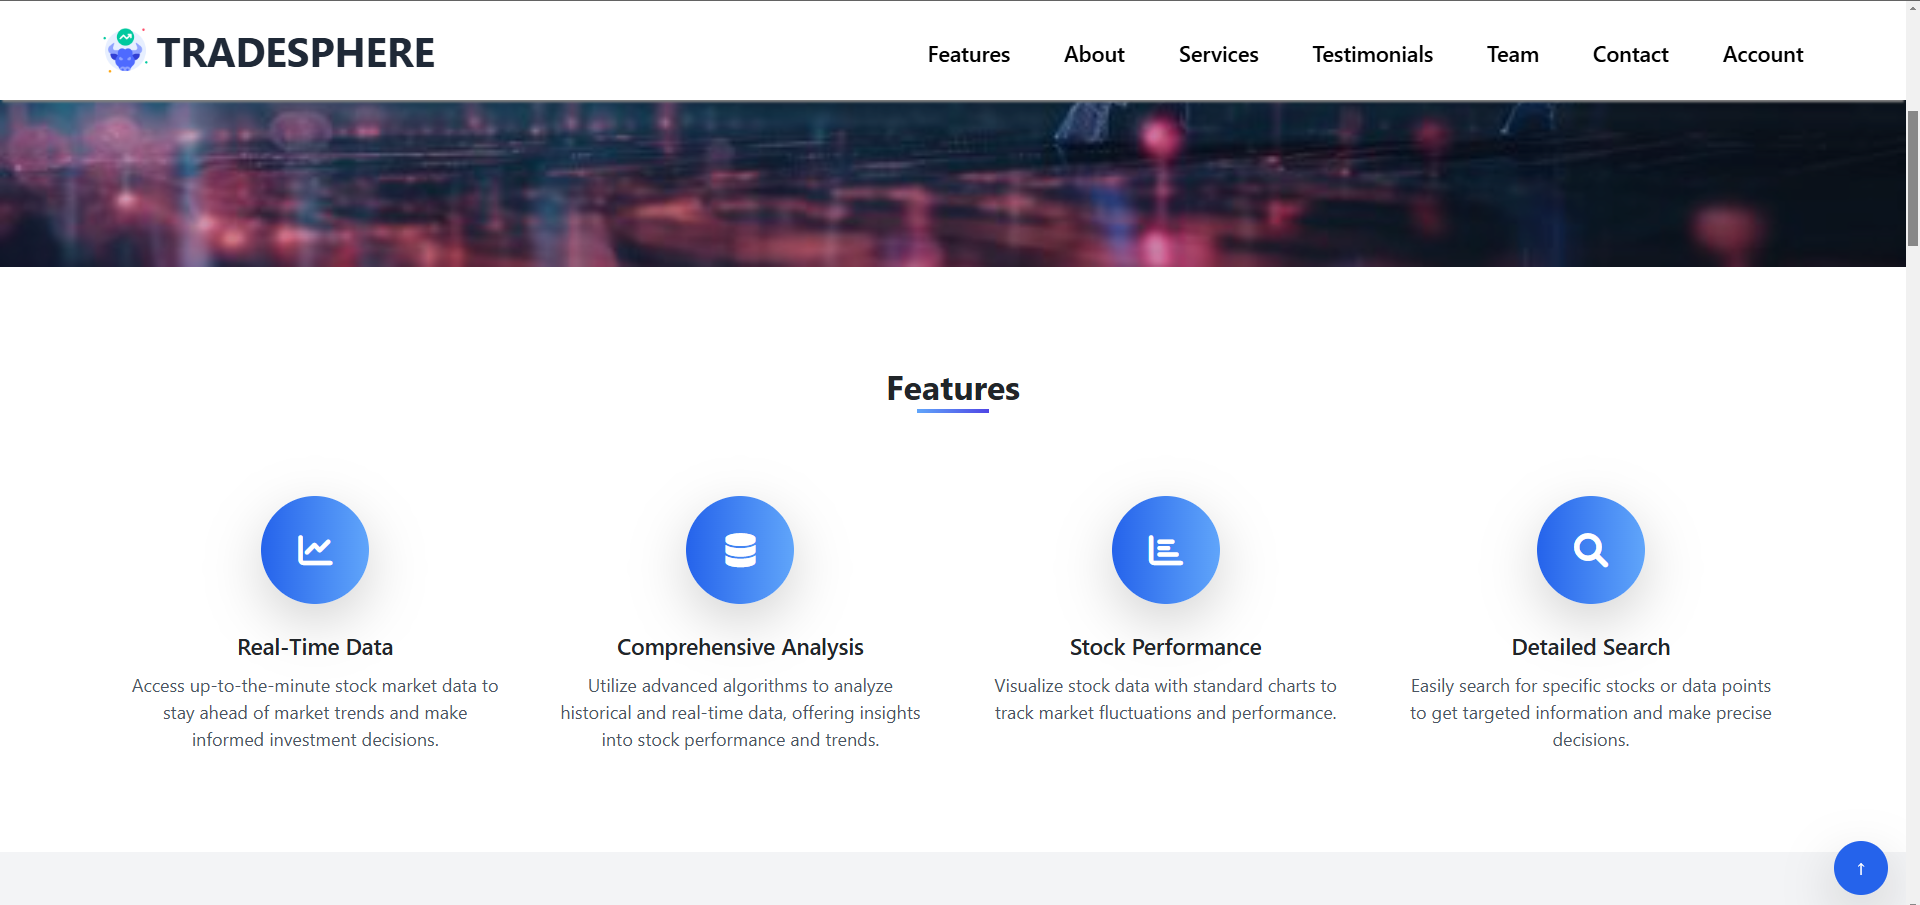 TRADESPHERE
Features About Services Testimonials Team Contact Account
Features
Real-Time Data
Access up-to-the-minute stock market data to
stay ahead of market trends and make
informed investment decisions.
Comprehensive Analysis
Utilize advanced algorithms to analyze
historical and real-time data, offering insights
into stock performance and trends.
Stock Performance
Visualize stock data with standard charts to
track market fluctuations and performance.
Detailed Search
Easily search for specific stocks or data points
to get targeted information and make precise
decisions.
↑